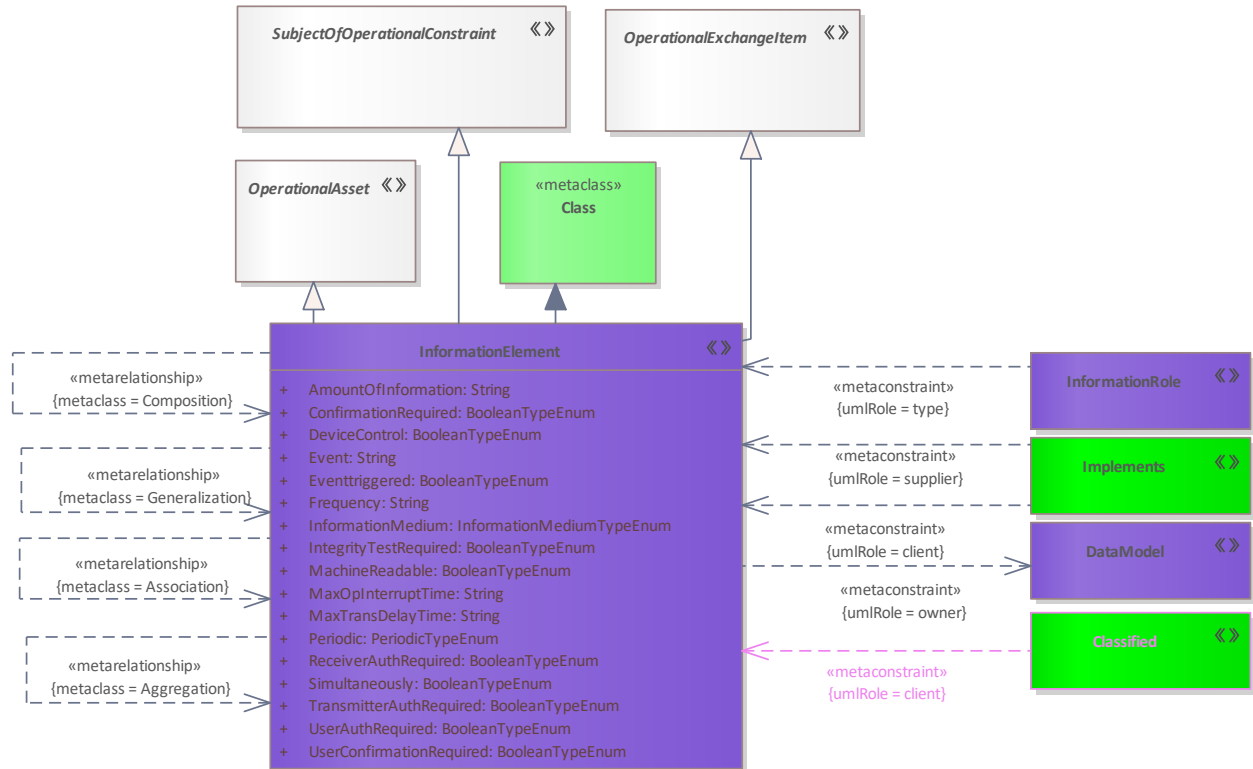 SubjectOfOperationalConstraint «»
OperationalExchangeItem «»
OperationalAsset «»
«metaclass»
Class
InformationElement «»
+ AmountOfInformation: String
+ ConfirmationRequired: BooleanTypeEnum
+ DeviceControl: BooleanTypeEnum
+ Event: String
+ Eventtriggered: BooleanTypeEnum
+ Frequency: String
+ InformationMedium: InformationMediumTypeEnum
+ IntegrityTestRequired: BooleanTypeEnum
+ MachineReadable: BooleanTypeEnum
+ MaxOpInterruptTime: String
+ MaxTransDelayTime: String
+ Periodic: PeriodicTypeEnum
+ ReceiverAuthRequired: BooleanTypeEnum
+ Simultaneously: BooleanTypeEnum
+ TransmitterAuthRequired: BooleanTypeEnum
+ UserAuthRequired: BooleanTypeEnum
+ UserConfirmationRequired: BooleanTypeEnum
«metarelationship»
{metaclass = Composition}
«metarelationship»
{metaclass = Generalization}
«metarelationship»
{metaclass = Association}
«metarelationship»
{metaclass = Aggregation}
«metaconstraint»
{umlRole = type}
«metaconstraint»
{umlRole = supplier}
«metaconstraint»
{umlRole = client}
«metaconstraint»
{umlRole = owner}
«metaconstraint»
{umlRole = client}
InformationRole «»
Implements «»
DataModel «»
Classified «»